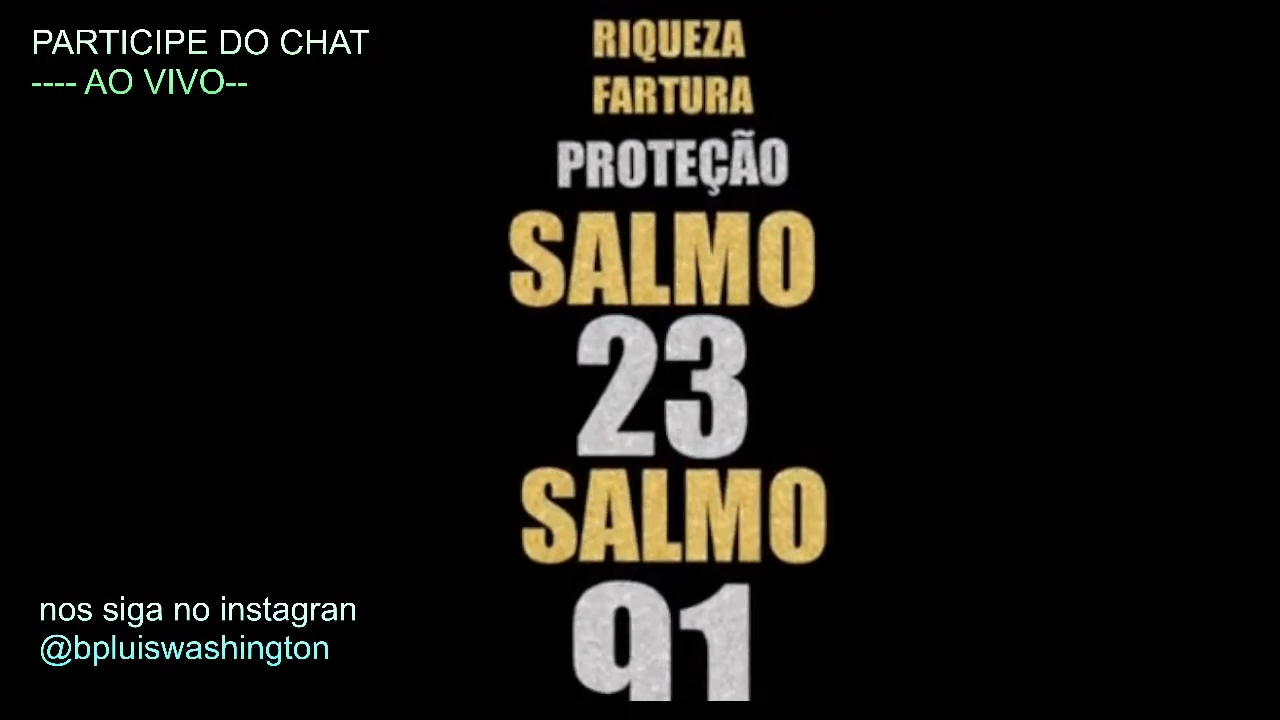 PARTICIPE DO CHAT
---- AO VIVO--
RIQUEZA
FARTURA
PROTEÇÃO
SALMO
23
SALMO
91
nos siga no instagran
@bpluiswashington